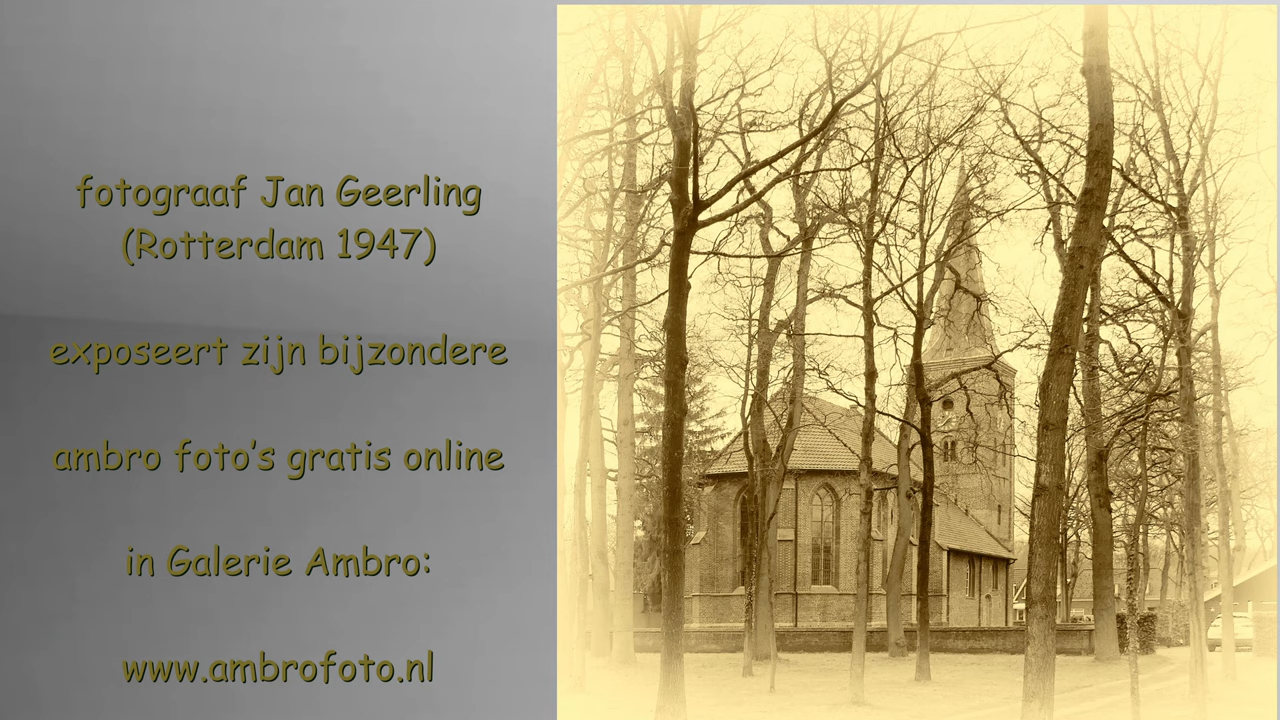 fotograaf Jan Geerling
(Rotterdam 1947)
exposeert zijn bijzondere
ambro foto’s gratis online
in Galerie Ambro:
www.ambrofoto.nl